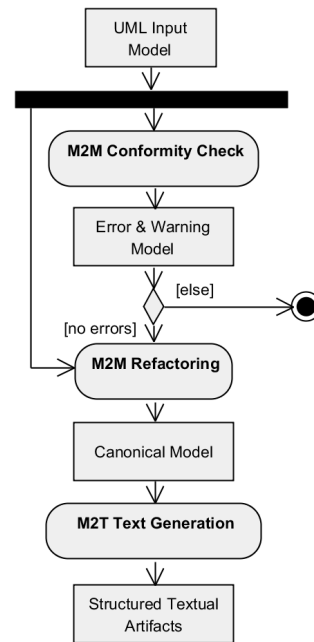 UML Input
Model
M2M Conformity Check
Error & Warning
Model
[else]
[no errors]
M2M Refactoring
Canonical Model
M2T Text Generation
Structured Textual
Artifacts